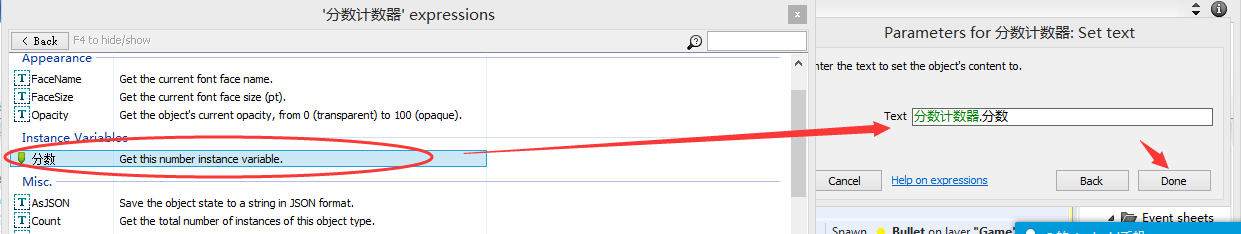 '分数计数器' expressions
x
< Back
F4 to hide/show
Appearance
T FaceName Get the current font face name.
T FaceSize Get the current font face size (pt).
T Opacity Get the object's current opacity, from 0 (transparent) to 100 (opaque).
Instance Variables
分数 Get this number instance variable.
Misc.
T AsJSON Save the object state to a string in JSON format.
T Count Get the total number of instances of this object type.
Parameters for 分数计数器: Set text
nter the text to set the object's content to.
Text 分数计数器.分数
Cancel Help on expressions Back Done
Event sheets
Spawn Bullet on layer "Game"